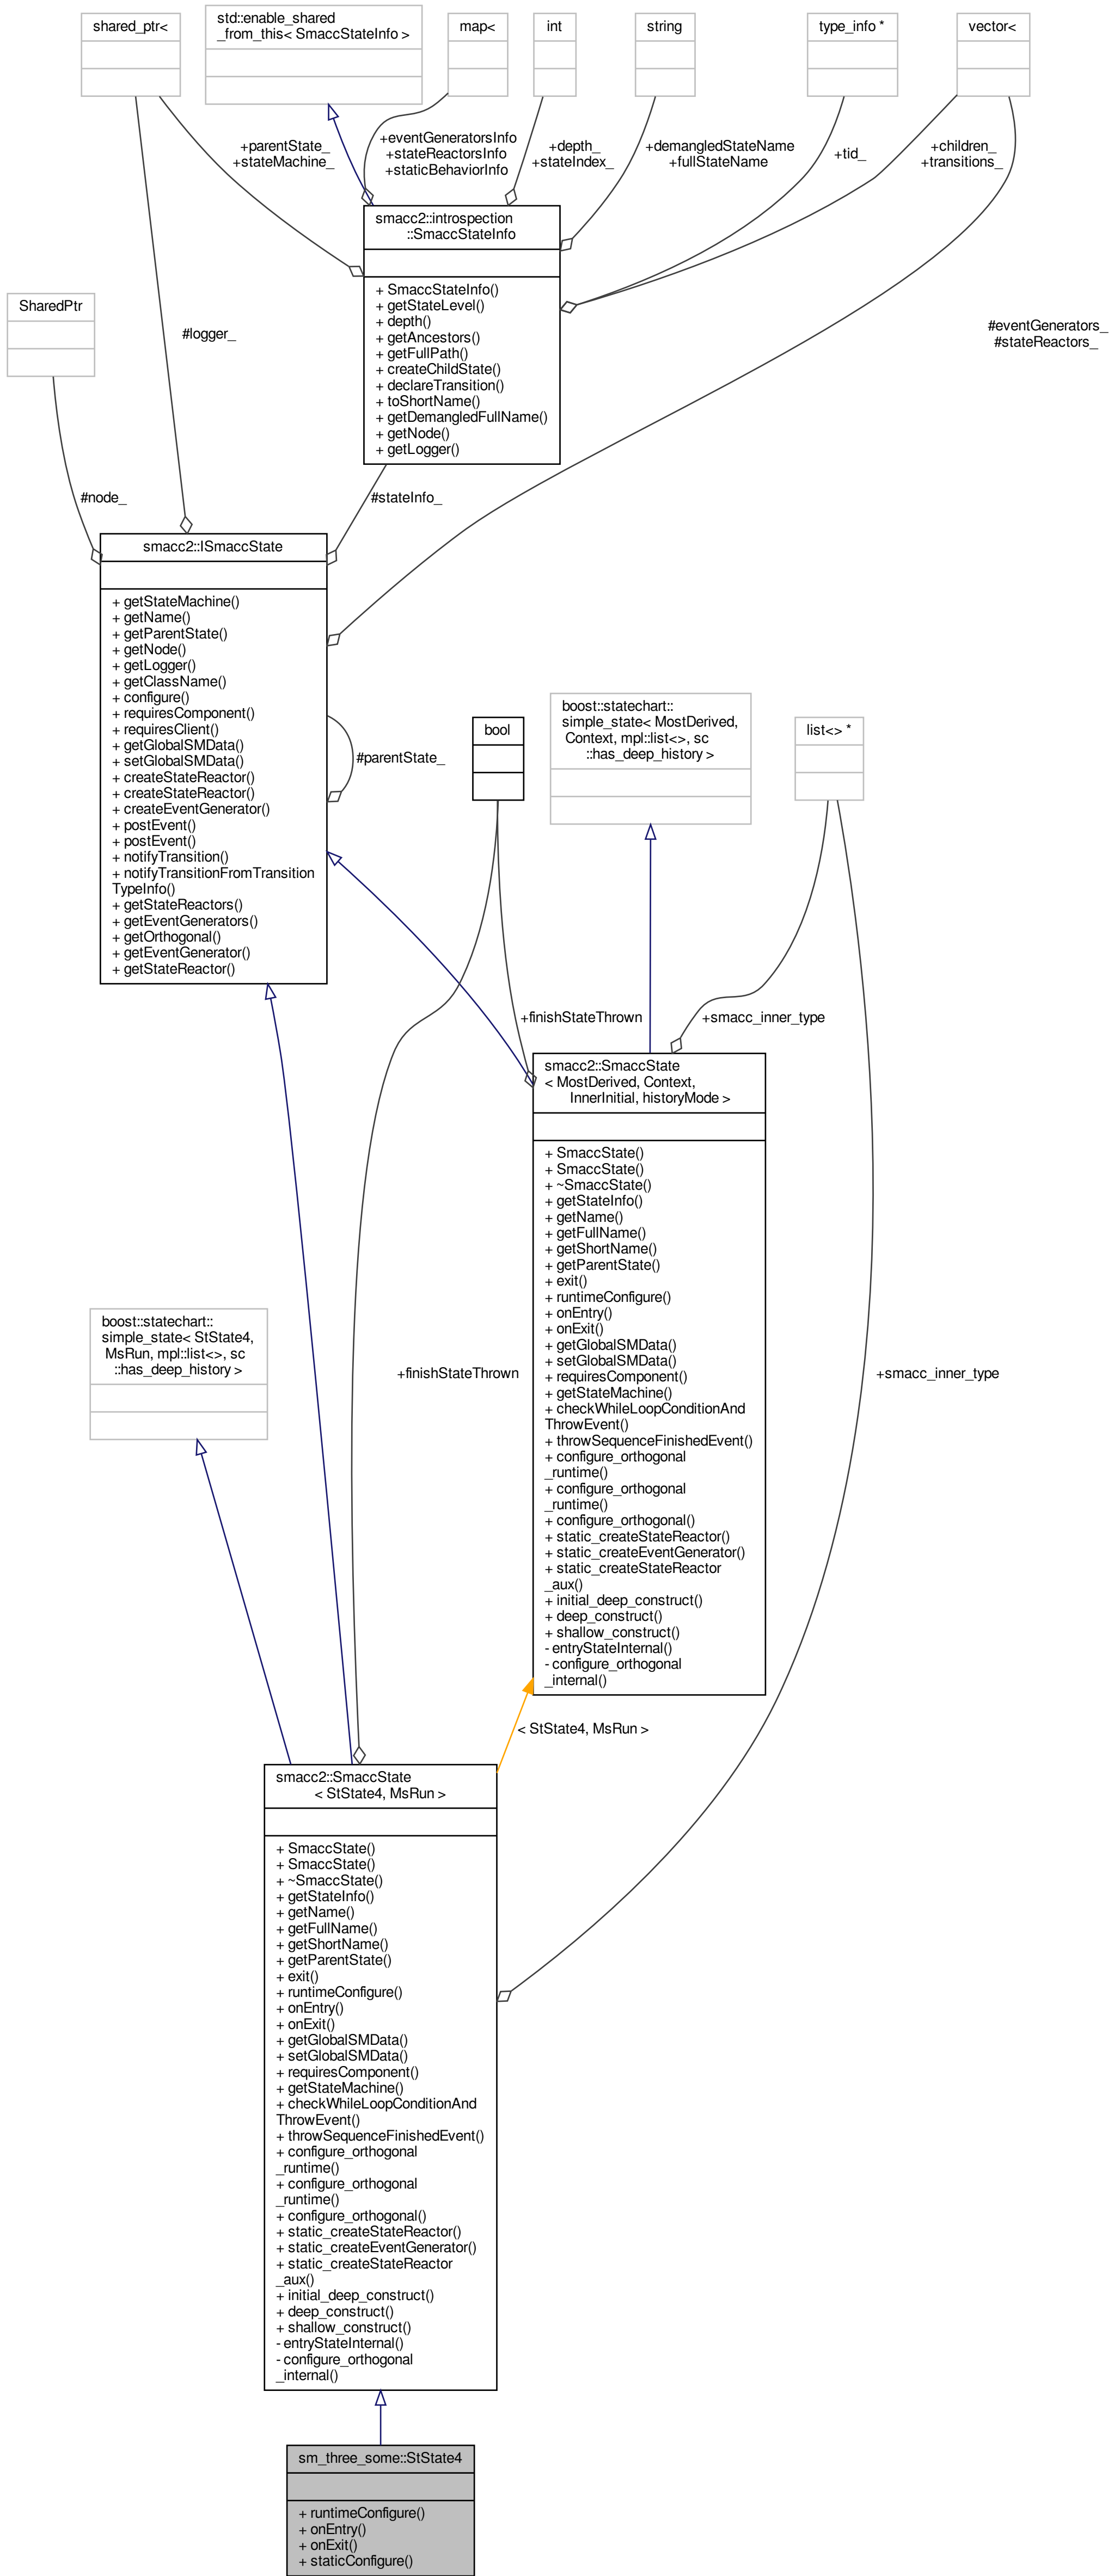 shared_ptr<
std::enable_shared
_from_this< SmaccStateInfo >
map<
int
string
type_info *
vector<
+parentState_
+stateMachine_
+eventGeneratorsInfo
+stateReactorsInfo
+staticBehaviorInfo
+depth_
+stateIndex_
+demangledStateName
+fullStateName
+tid_
+children_
+transitions_
smacc2::introspection
::SmaccStateInfo
+ SmaccStateInfo()
+ getStateLevel()
+ depth()
+ getAncestors()
+ getFullPath()
+ createChildState()
+ declareTransition()
+ toShortName()
+ getDemangledFullName()
+ getNode()
+ getLogger()
SharedPtr
#logger_
#eventGenerators_
#stateReactors_
#node_
#stateInfo_
smacc2::ISmaccState
+ getStateMachine()
+ getName()
+ getParentState()
+ getNode()
+ getLogger()
+ getClassName()
+ configure()
+ requiresComponent()
+ requiresClient()
+ getGlobalSMData()
+ setGlobalSMData()
+ createStateReactor()
+ createStateReactor()
+ createEventGenerator()
+ postEvent()
+ postEvent()
+ notifyTransition()
+ notifyTransitionFromTransition
TypeInfo()
+ getStateReactors()
+ getEventGenerators()
+ getOrthogonal()
+ getEventGenerator()
+ getStateReactor()
#parentState_
bool
boost::statechart::
simple_state< MostDerived,
Context, mpl::list<>, sc
::has_deep_history >
list<> *
+finishStateThrown
+smacc_inner_type
smacc2::SmaccState
< MostDerived, Context,
InnerInitial, historyMode >
+ SmaccState()
+ SmaccState()
+ ~SmaccState()
+ getStateInfo()
+ getName()
+ getFullName()
+ getShortName()
+ getParentState()
+ exit()
+ runtimeConfigure()
+ onEntry()
+ onExit()
+ getGlobalSMData()
+ setGlobalSMData()
+ requiresComponent()
+ getStateMachine()
+ checkWhileLoopConditionAnd
ThrowEvent()
+ throwSequenceFinishedEvent()
+ configure_orthogonal
_runtime()
+ configure_orthogonal
_runtime()
+ configure_orthogonal()
+ static_createStateReactor()
+ static_createEventGenerator()
+ static_createStateReactor
_aux()
+ initial_deep_construct()
+ deep_construct()
+ shallow_construct()
- entryStateInternal()
- configure_orthogonal
_internal()
boost::statechart::
simple_state< StState4,
MsRun, mpl::list<>, sc
::has_deep_history >
+finishStateThrown
+smacc_inner_type
< StState4, MsRun >
smacc2::SmaccState
< StState4, MsRun >
+ SmaccState()
+ SmaccState()
+ ~SmaccState()
+ getStateInfo()
+ getName()
+ getFullName()
+ getShortName()
+ getParentState()
+ exit()
+ runtimeConfigure()
+ onEntry()
+ onExit()
+ getGlobalSMData()
+ setGlobalSMData()
+ requiresComponent()
+ getStateMachine()
+ checkWhileLoopConditionAnd
ThrowEvent()
+ throwSequenceFinishedEvent()
+ configure_orthogonal
_runtime()
+ configure_orthogonal
_runtime()
+ configure_orthogonal()
+ static_createStateReactor()
+ static_createEventGenerator()
+ static_createStateReactor
_aux()
+ initial_deep_construct()
+ deep_construct()
+ shallow_construct()
- entryStateInternal()
- configure_orthogonal
_internal()
sm_three_some::StState4
+ runtimeConfigure()
+ onEntry()
+ onExit()
+ staticConfigure()